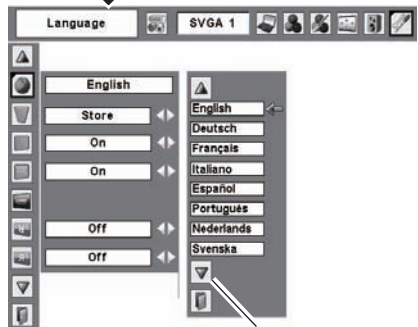 Language
SVGA 1
English
Store
On
On
Off
Off
English
Deutsch
Français
Italiano
Español
Português
Nederlands
Svenska